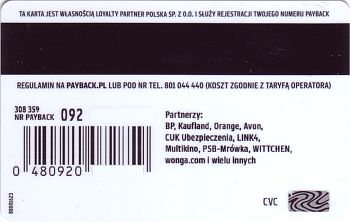 TA KARTA JEST WŁASNOŚCIĄ LOYALTY PARTNER POLSKA SP. Z O.O. I SŁUŻY REJESTRACJI TWOJEGO NUMERU PAYBACK
REGULAMIN NA PAYBACK.PL LUB POD NR TEL. 801 044 440 (KOSZT ZGODNIE Z TARYFĄ OPERATORA)
308 359
NR PAYBACK 092
0 480920
Partnerzy:
BP, Kaufland, Orange, Avon,
CUK Ubezpieczenia, LINK4,
Multikino, PSB-Mrówka, WITTCHEN,
wonga.com i wielu innych
CVC